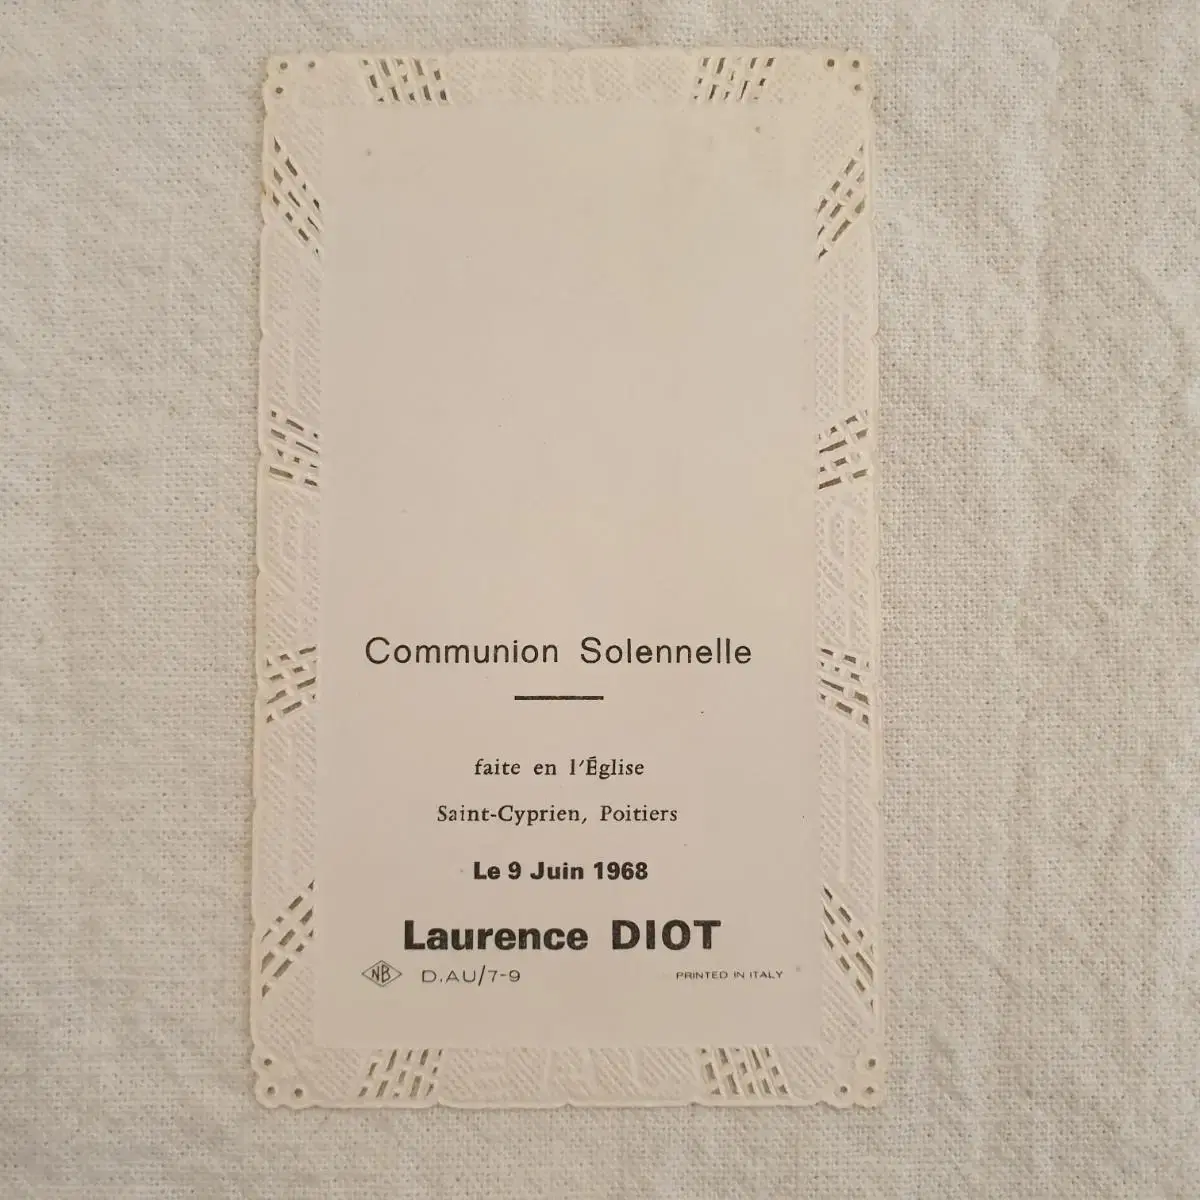 Communion Solennelle
faite en l'Église
Saint-Cyprien, Poitiers
Le 9 Juin 1968
Laurence DIOT
NB D.AU/7-9 PRINTED IN ITALY